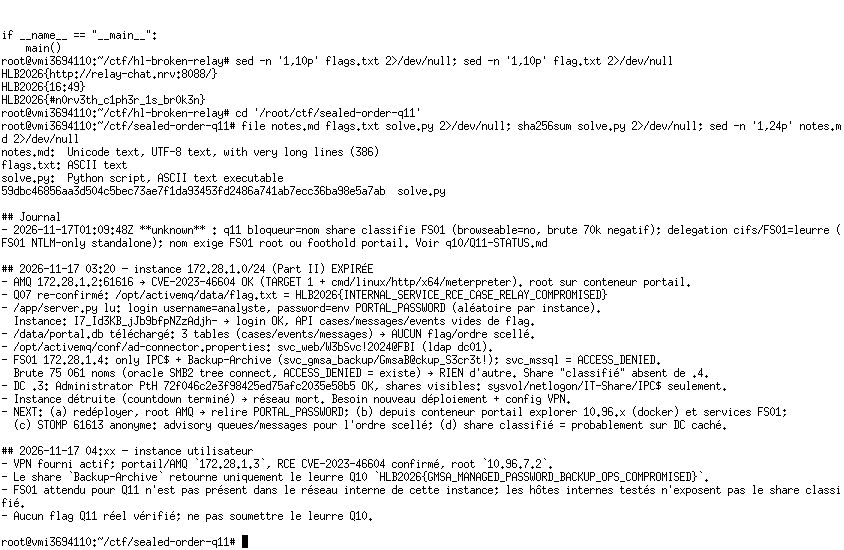 if __name__ == "__main__":
    main()
root@vmi3694110:~/ctf/hl-broken-relay# sed -n '1,10p' flags.txt 2>/dev/null; sed -n '1,10p' flag.txt 2>/dev/null
HLB2026{http://relay-chat.nrv:8088/}
HLB2026{16:49}
HLB2026{#n0rv3th_c1ph3r_1s_br0k3n}
root@vmi3694110:~/ctf/hl-broken-relay# cd '/root/ctf/sealed-order-q11'
root@vmi3694110:~/ctf/sealed-order-q11# file notes.md flags.txt solve.py 2>/dev/null; sha256sum solve.py 2>/dev/null; sed -n '1,24p' notes.m
d 2>/dev/null
notes.md:  Unicode text, UTF-8 text, with very long lines (386)
flags.txt: ASCII text
solve.py:  Python script, ASCII text executable
59dbc46856aa3d504c5bec73ae7f1da93453fd2486a741ab7ecc36ba98e5a7ab  solve.py

## Journal
- 2026-11-17T01:09:48Z **unknown** : q11 bloqueur=nom share classifie FS01 (browseable=no, brute 70k negatif); delegation cifs/FS01=leurre (
FS01 NTLM-only standalone); nom exige FS01 root ou foothold portail. Voir q10/Q11-STATUS.md

## 2026-11-17 03:20 — instance 172.28.1.0/24 (Part II) EXPIRÉE
- AMQ 172.28.1.2:61616 → CVE-2023-46604 OK (TARGET 1 + cmd/linux/http/x64/meterpreter). root sur conteneur portail.
- Q07 re-confirmé: /opt/activemq/data/flag.txt = HLB2026{INTERNAL_SERVICE_RCE_CASE_RELAY_COMPROMISED}
- /app/server.py lu: login username=analyste, password=env PORTAL_PASSWORD (aléatoire par instance).
  Instance: I7_Id3KB_jJb9bfpNZzAdjh- → login OK, API cases/messages/events vides de flag.
- /data/portal.db téléchargé: 3 tables (cases/events/messages) → AUCUN flag/ordre scellé.
- /opt/activemq/conf/ad-connector.properties: svc_web/W3bSvc!2024@FBI (ldap dc01).
- FS01 172.28.1.4: only IPC$ + Backup-Archive (svc_gmsa_backup/GmsaB@ckup_S3cr3t!); svc_mssql = ACCESS_DENIED.
  Brute 75 061 noms (oracle SMB2 tree connect, ACCESS_DENIED = existe) → RIEN d'autre. Share "classifié" absent de .4.
- DC .3: Administrator PtH 72f046c2e3f98425ed75afc2035e58b5 OK, shares visibles: sysvol/netlogon/IT-Share/IPC$ seulement.
- Instance détruite (countdown terminé) → réseau mort. Besoin nouveau déploiement + config VPN.
- NEXT: (a) redéployer, root AMQ → relire PORTAL_PASSWORD; (b) depuis conteneur portail explorer 10.96.x (docker) et services FS01;
  (c) STOMP 61613 anonyme: advisory queues/messages pour l'ordre scellé; (d) share classifié = probablement sur DC caché.

## 2026-11-17 04:xx — instance utilisateur
- VPN fourni actif; portail/AMQ `172.28.1.3`, RCE CVE-2023-46604 confirmé, root `10.96.7.2`.
- Le share `Backup-Archive` retourne uniquement le leurre Q10 `HLB2026{GMSA_MANAGED_PASSWORD_BACKUP_OPS_COMPROMISED}`.
- FS01 attendu pour Q11 n'est pas présent dans le réseau interne de cette instance; les hôtes internes testés n'exposent pas le share classi
fié.
- Aucun flag Q11 réel vérifié; ne pas soumettre le leurre Q10.

root@vmi3694110:~/ctf/sealed-order-q11#